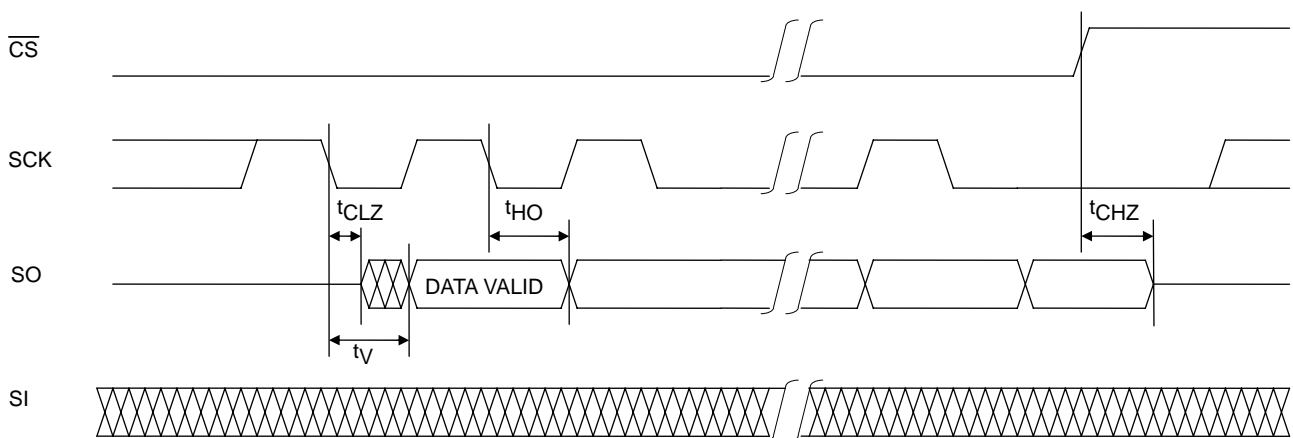 CS
SCK
tCLZ
tHO
tCHZ
SO
DATA VALID
tV
SI